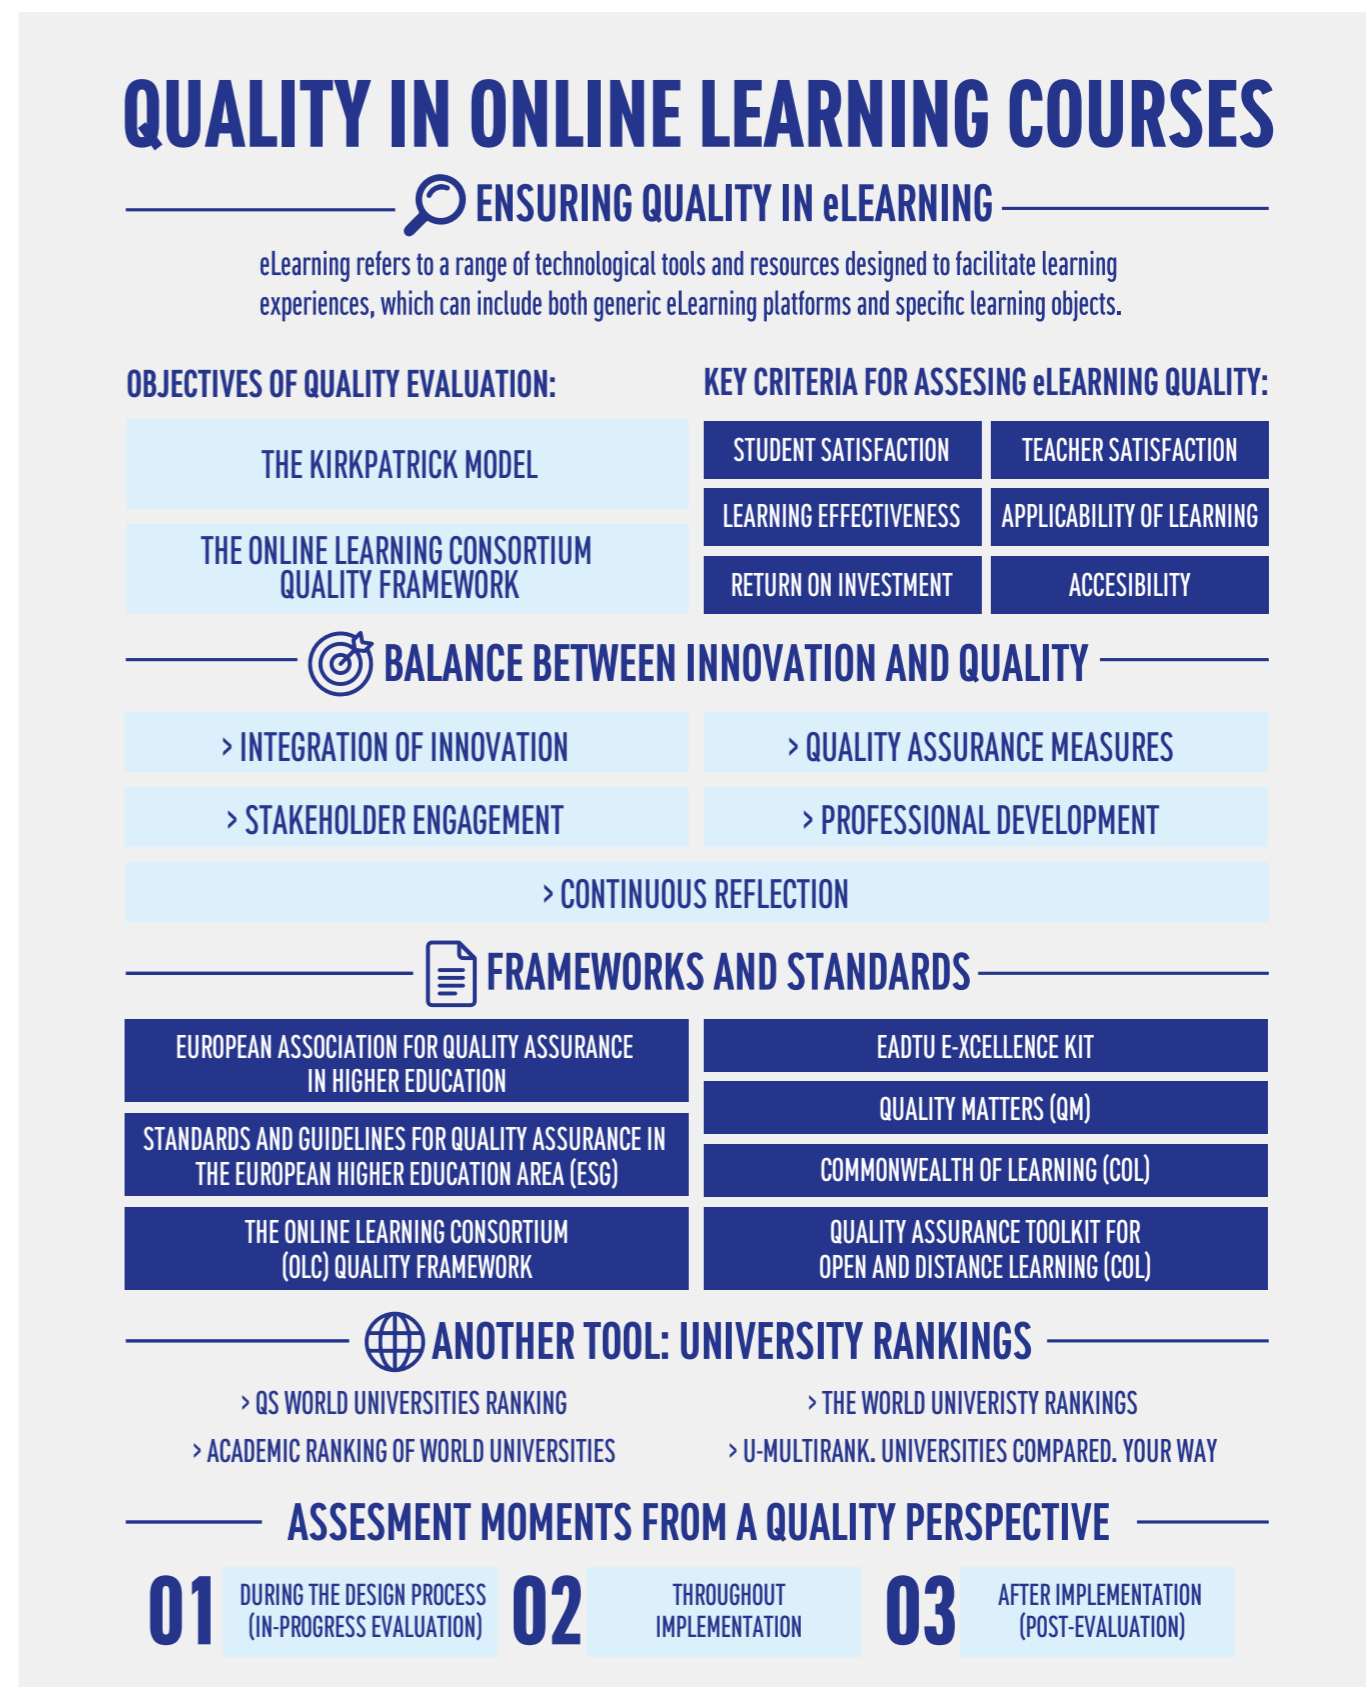 QUALITY IN ONLINE LEARNING COURSES
ENSURING QUALITY IN eLEARNING
eLearning refers to a range of technological tools and resources designed to facilitate learning
experiences, which can include both generic eLearning platforms and specific learning objects.
OBJECTIVES OF QUALITY EVALUATION:
THE KIRKPATRICK MODEL
THE ONLINE LEARNING CONSORTIUM
QUALITY FRAMEWORK
KEY CRITERIA FOR ASSESING eLEARNING QUALITY:
STUDENT SATISFACTION
TEACHER SATISFACTION
LEARNING EFFECTIVENESS
APPLICABILITY OF LEARNING
RETURN ON INVESTMENT
ACCESIBILITY
BALANCE BETWEEN INNOVATION AND QUALITY
> INTEGRATION OF INNOVATION
> QUALITY ASSURANCE MEASURES
> STAKEHOLDER ENGAGEMENT
> PROFESSIONAL DEVELOPMENT
> CONTINUOUS REFLECTION
FRAMEWORKS AND STANDARDS
EUROPEAN ASSOCIATION FOR QUALITY ASSURANCE
IN HIGHER EDUCATION
STANDARDS AND GUIDELINES FOR QUALITY ASSURANCE IN
THE EUROPEAN HIGHER EDUCATION AREA (ESG)
THE ONLINE LEARNING CONSORTIUM
(OLC) QUALITY FRAMEWORK
EADTU E-XCELLENCE KIT
QUALITY MATTERS (QM)
COMMONWEALTH OF LEARNING (COL)
QUALITY ASSURANCE TOOLKIT FOR
OPEN AND DISTANCE LEARNING (COL)
ANOTHER TOOL: UNIVERSITY RANKINGS
> QS WORLD UNIVERSITIES RANKING
> THE WORLD UNIVERISTY RANKINGS
> ACADEMIC RANKING OF WORLD UNIVERSITIES
> U-MULTIRANK. UNIVERSITIES COMPARED. YOUR WAY
ASSESMENT MOMENTS FROM A QUALITY PERSPECTIVE
01
DURING THE DESIGN PROCESS
(IN-PROGRESS EVALUATION)
02
THROUGHOUT
IMPLEMENTATION
03
AFTER IMPLEMENTATION
(POST-EVALUATION)